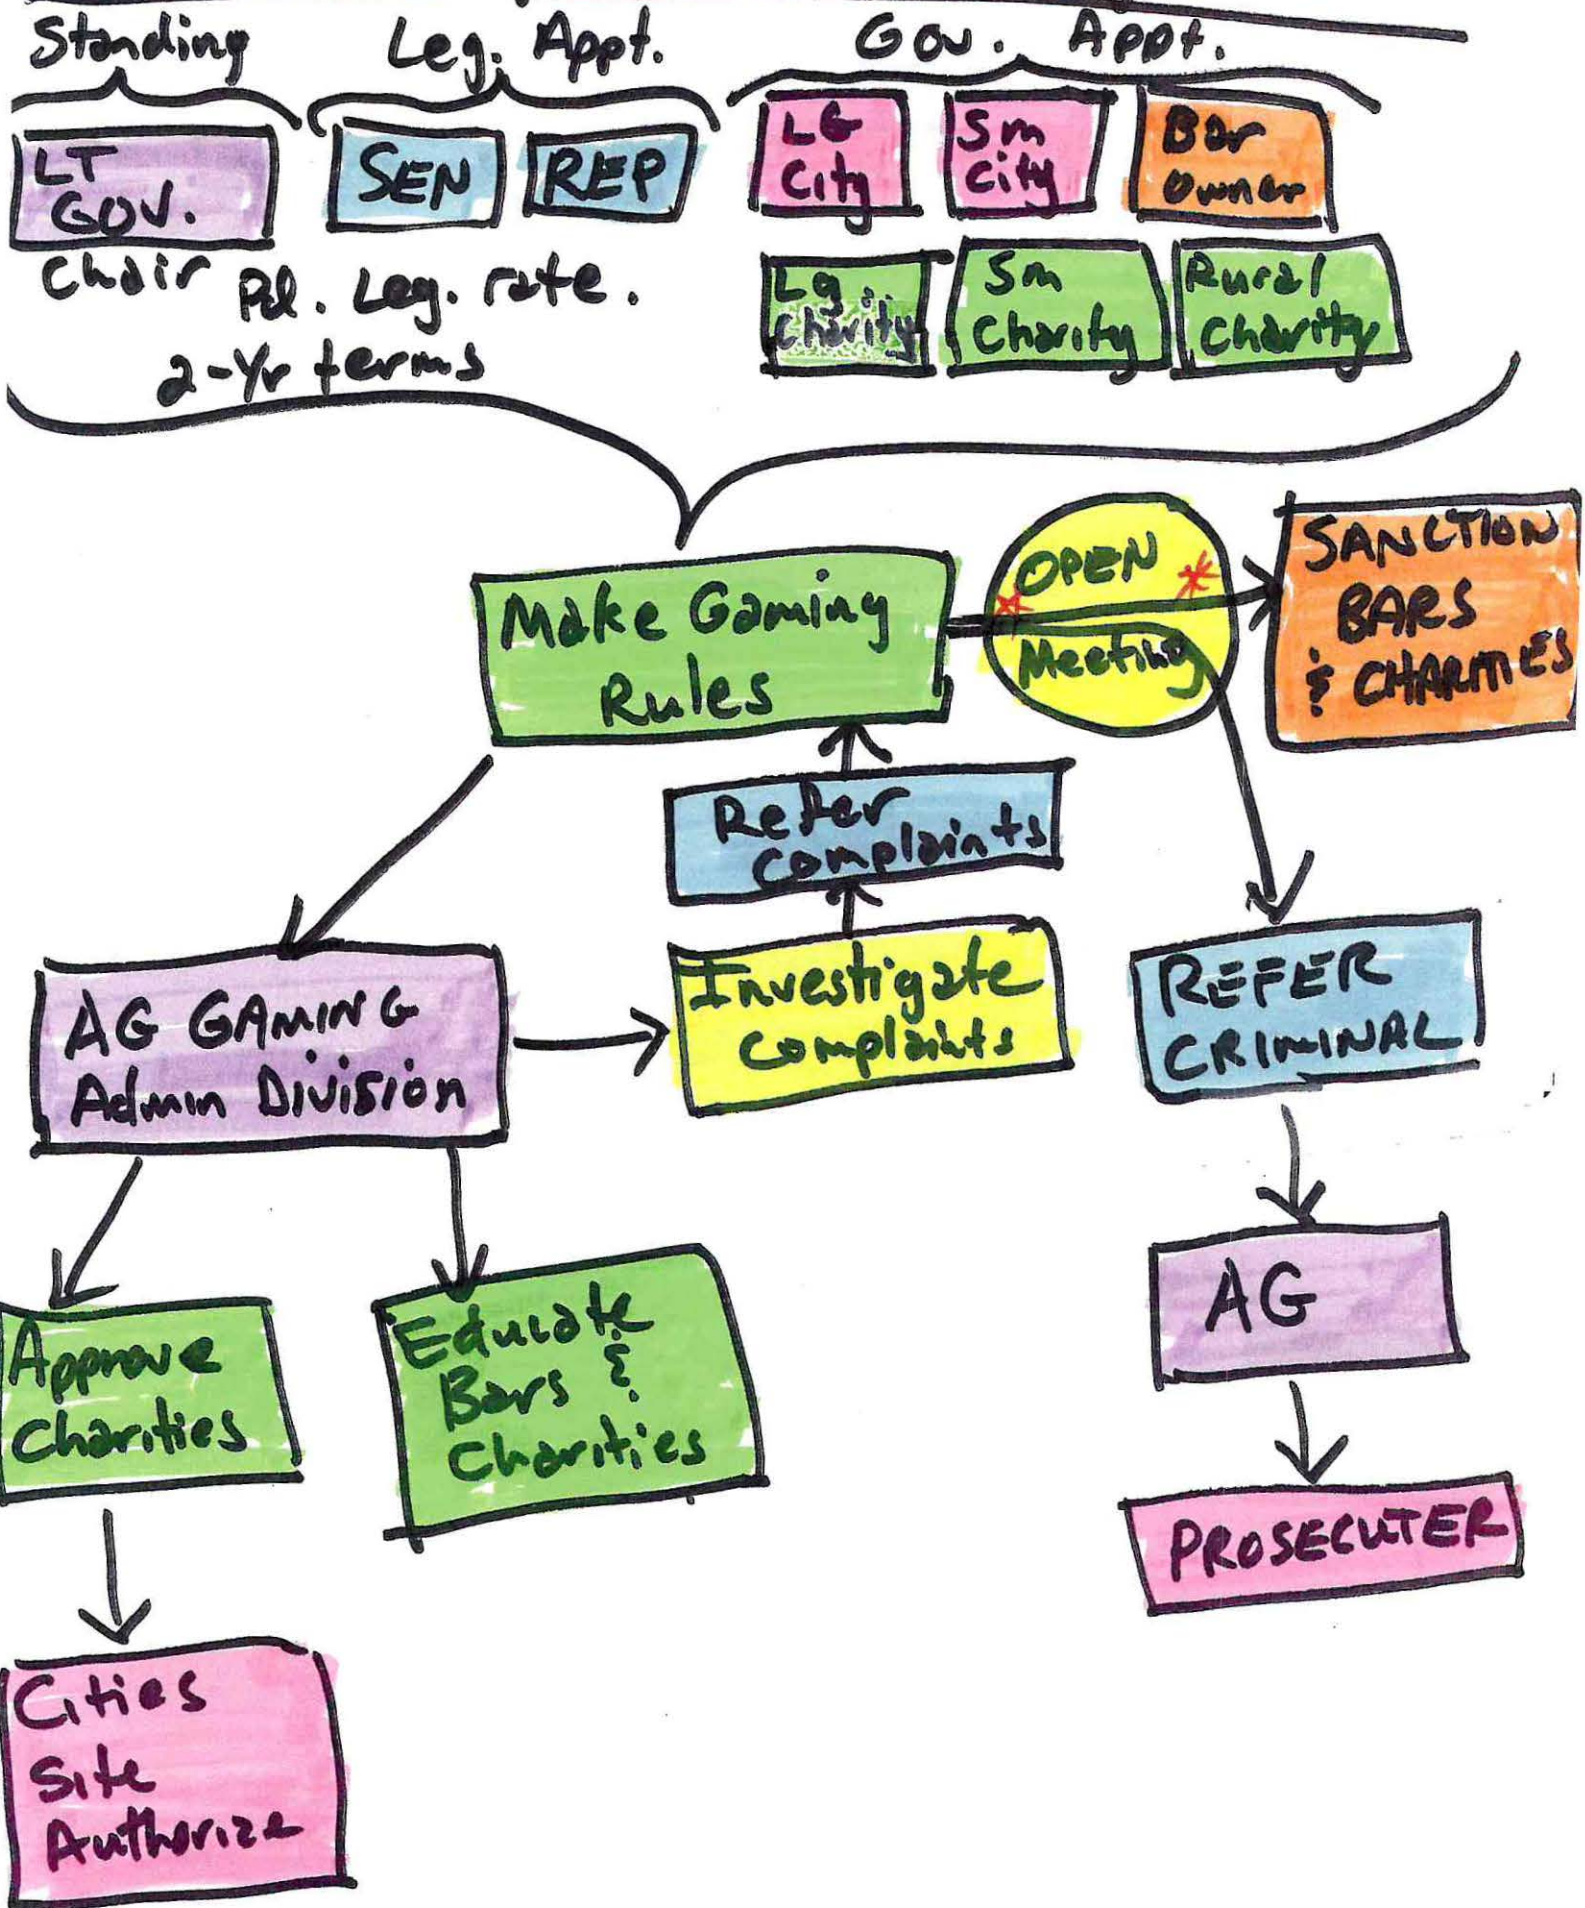 Standing
Leg. Appt.
Gov. Appt.
LT
GOV.
SEN
REP
LG
City
Sm
City
Bar
Owner
Chair
Pd. Leg. rate.
2-Yr terms
Lg.
Charity
Sm
Charity
Rural
Charity
Make Gaming
Rules
OPEN
Meeting
SANCTION
BARS
& CHARITIES
Refer
Complaints
Investigate
Complaints
AG GAMING
Admin Division
REFER
CRIMINAL
AG
PROSECUTER
Approve
Charities
Educate
Bars &
Charities
Cities
Site
Authorize